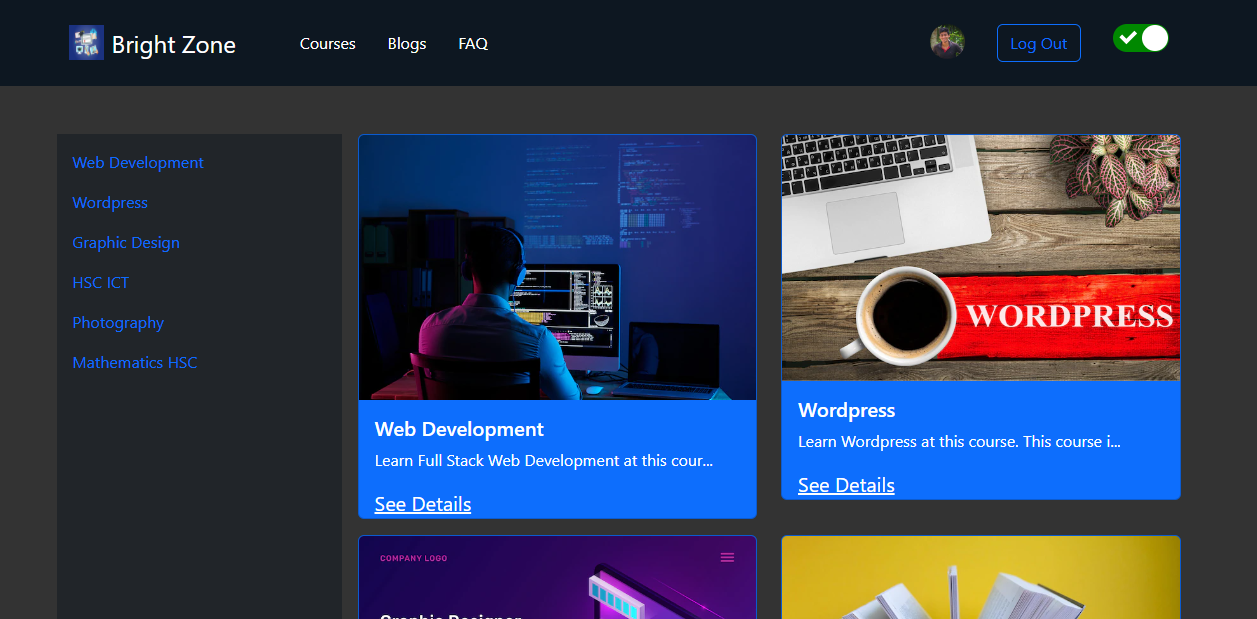 Bright Zone
Courses
Blogs
FAQ
Log Out
Web Development
Wordpress
Graphic Design
HSC ICT
Photography
Mathematics HSC
WORDPRESS
Web Development
Learn Full Stack Web Development at this cour...
See Details
Wordpress
Learn Wordpress at this course. This course i...
See Details
COMPANY LOGO
Graphic Designer